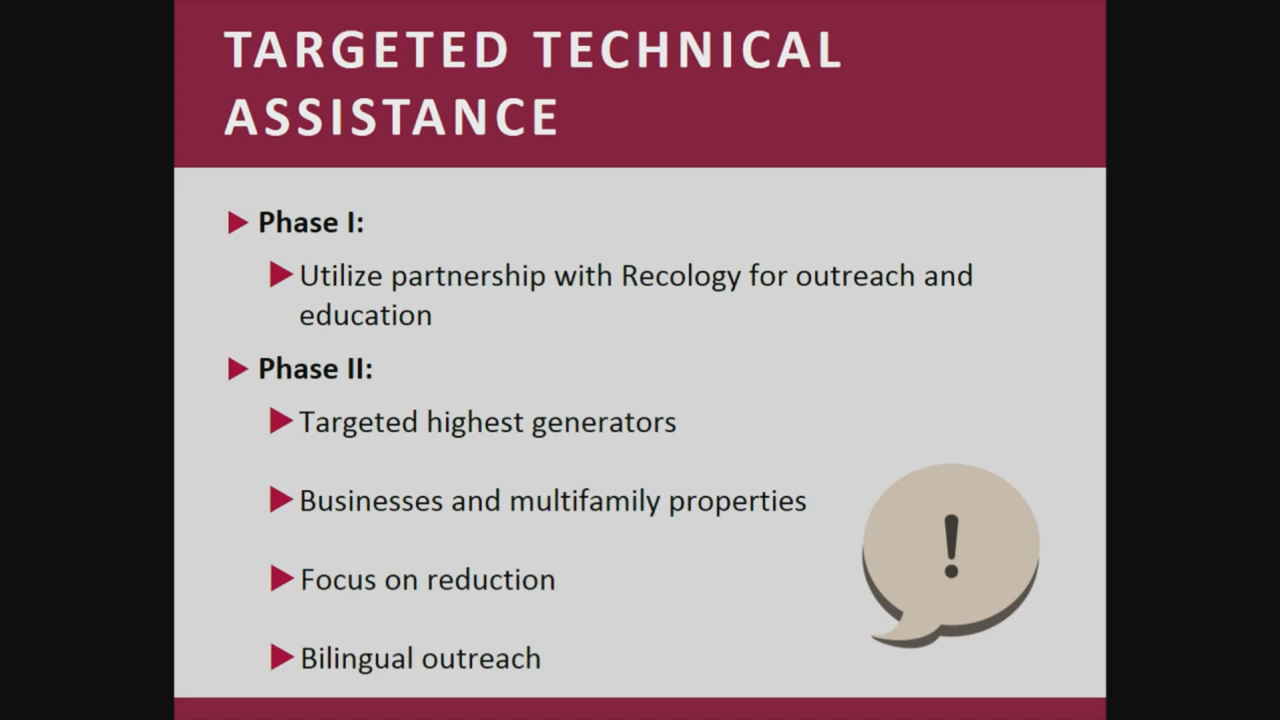 TARGETED TECHNICAL
ASSISTANCE
Phase I:
Utilize partnership with Recology for outreach and
education
Phase II:
Targeted highest generators
Businesses and multifamily properties
Focus on reduction
Bilingual outreach
!